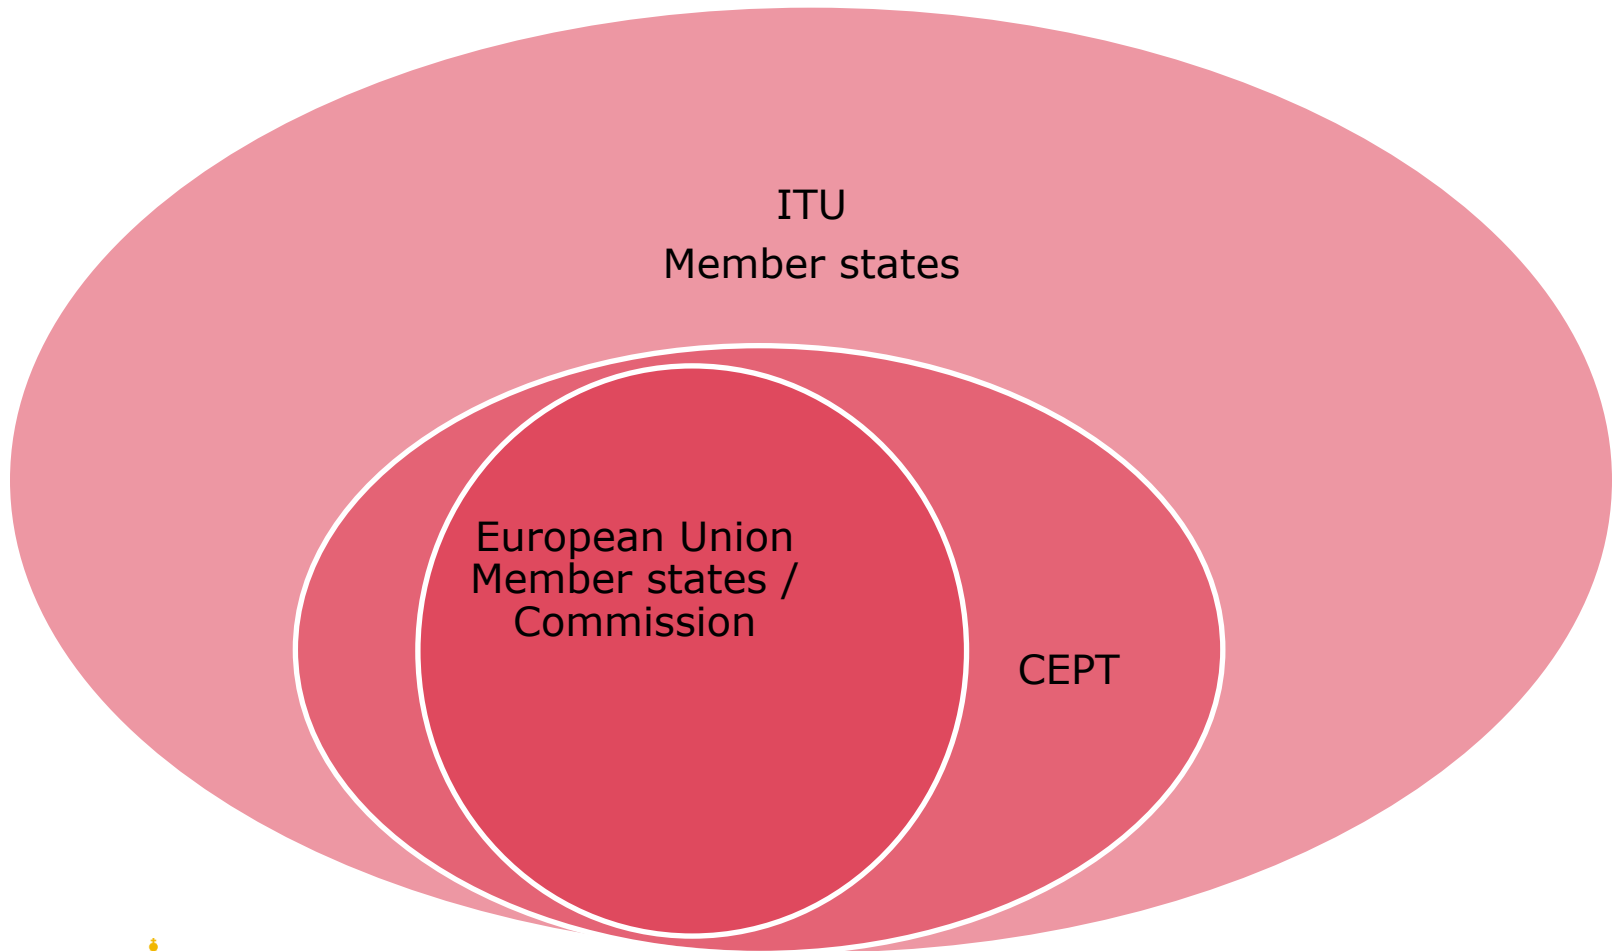 ITU
Member states
European Union
Member states /
Commission
CEPT